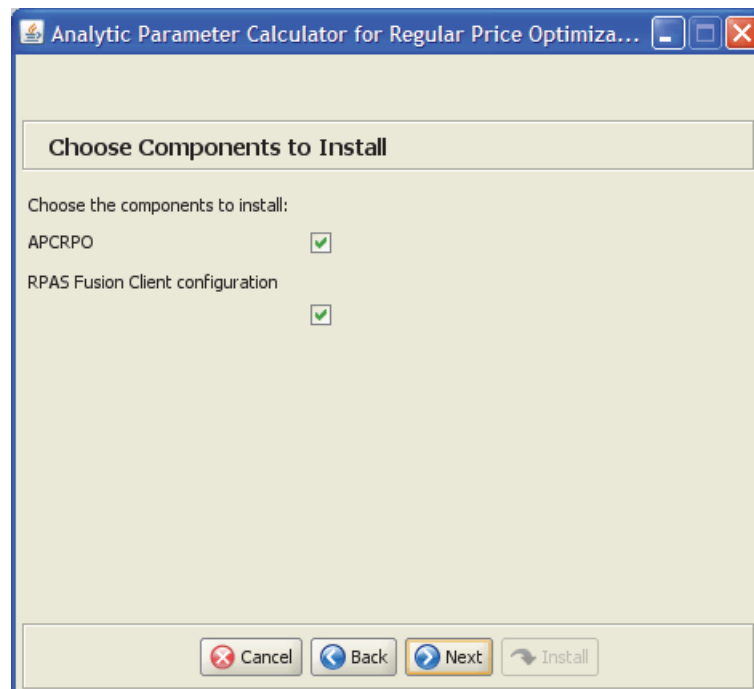 Analytic Parameter Calculator for Regular Price Optimiza...
Choose Components to Install
Choose the components to install:
APCRPO
RPAS Fusion Client configuration
Cancel Back Next Install